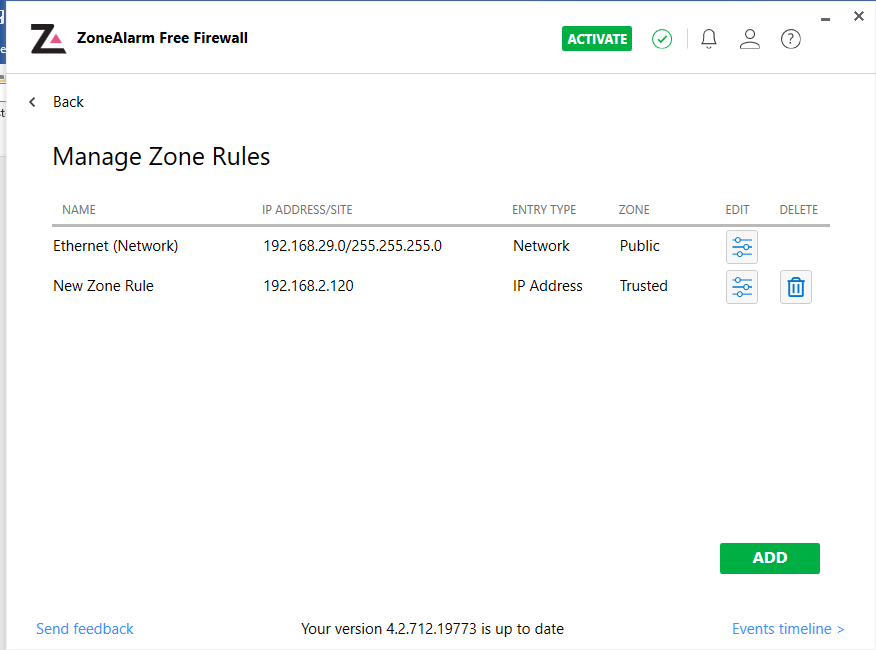 ZoneAlarm Free Firewall
ACTIVATE
Back
Manage Zone Rules
NAME IP ADDRESS/SITE ENTRY TYPE ZONE EDIT DELETE
Ethernet (Network) 192.168.29.0/255.255.255.0 Network Public
New Zone Rule 192.168.2.120 IP Address Trusted
ADD
Send feedback Your version 4.2.712.19773 is up to date Events timeline >